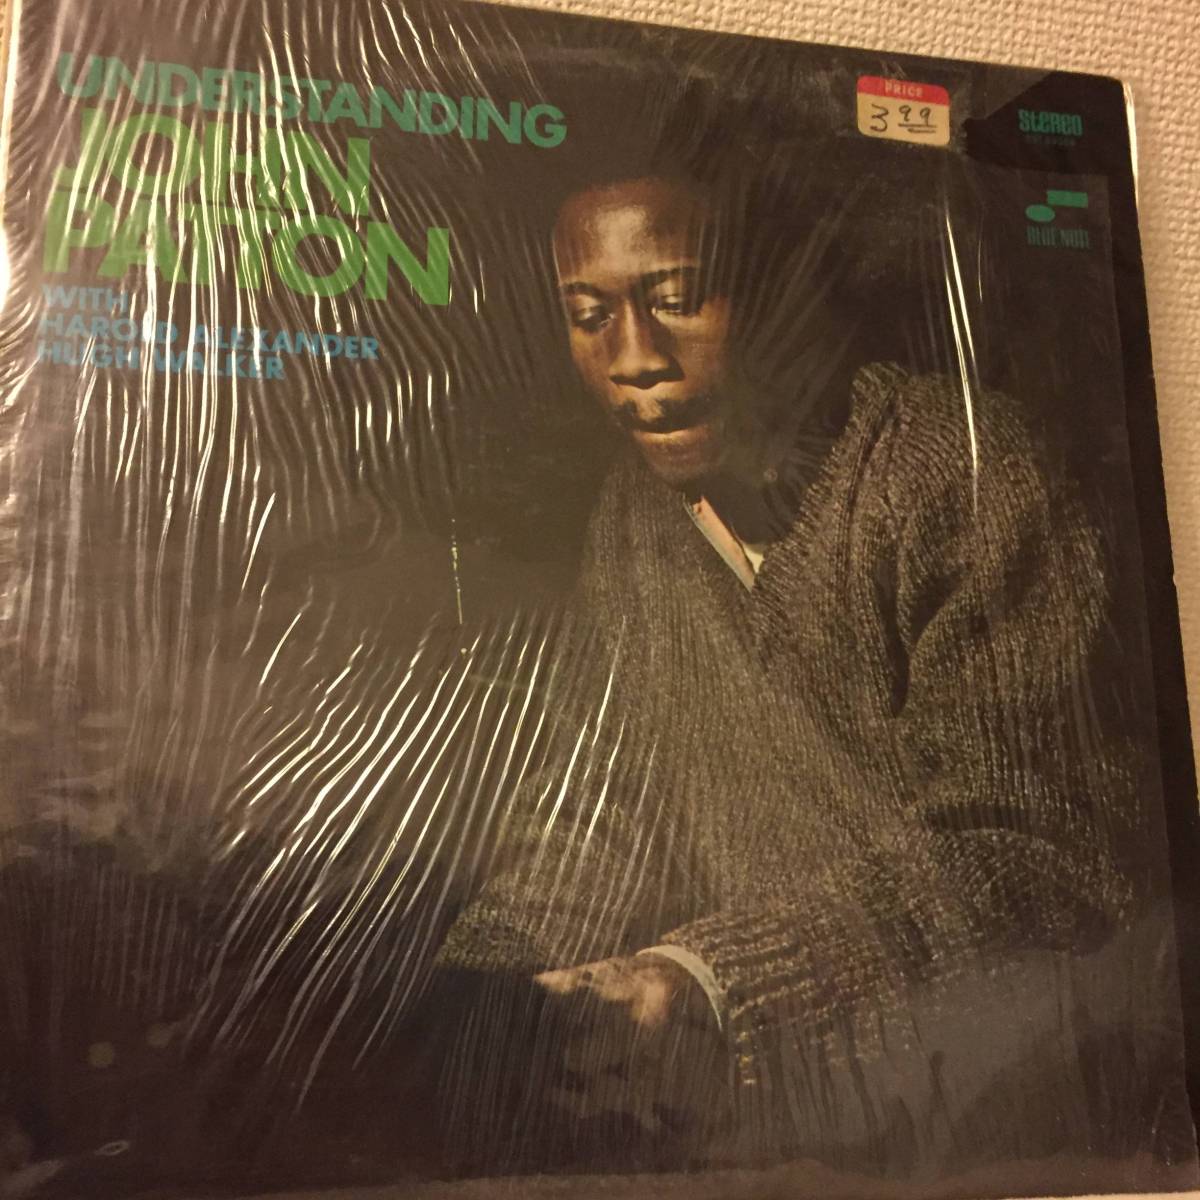 UNDERSTANDING
JOHN
PATTON
WITH
HAROLD ALEXANDER
HUGH WALKER
PRICE
3 99
STEREO
BLUE NOTE